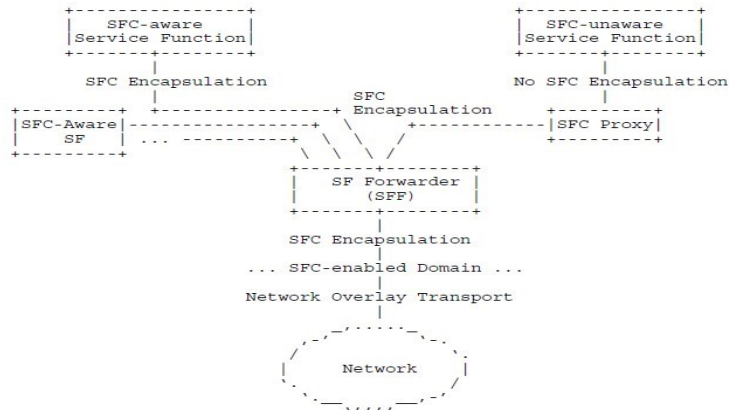 SFC-aware
Service Function
SFC-unaware
Service Function
SFC Encapsulation
No SFC Encapsulation
SFC
Encapsulation
SFC-Aware
SF
...
SFC Proxy
SF Forwarder
(SFF)
SFC Encapsulation
... SFC-enabled Domain ...
Network Overlay Transport
Network